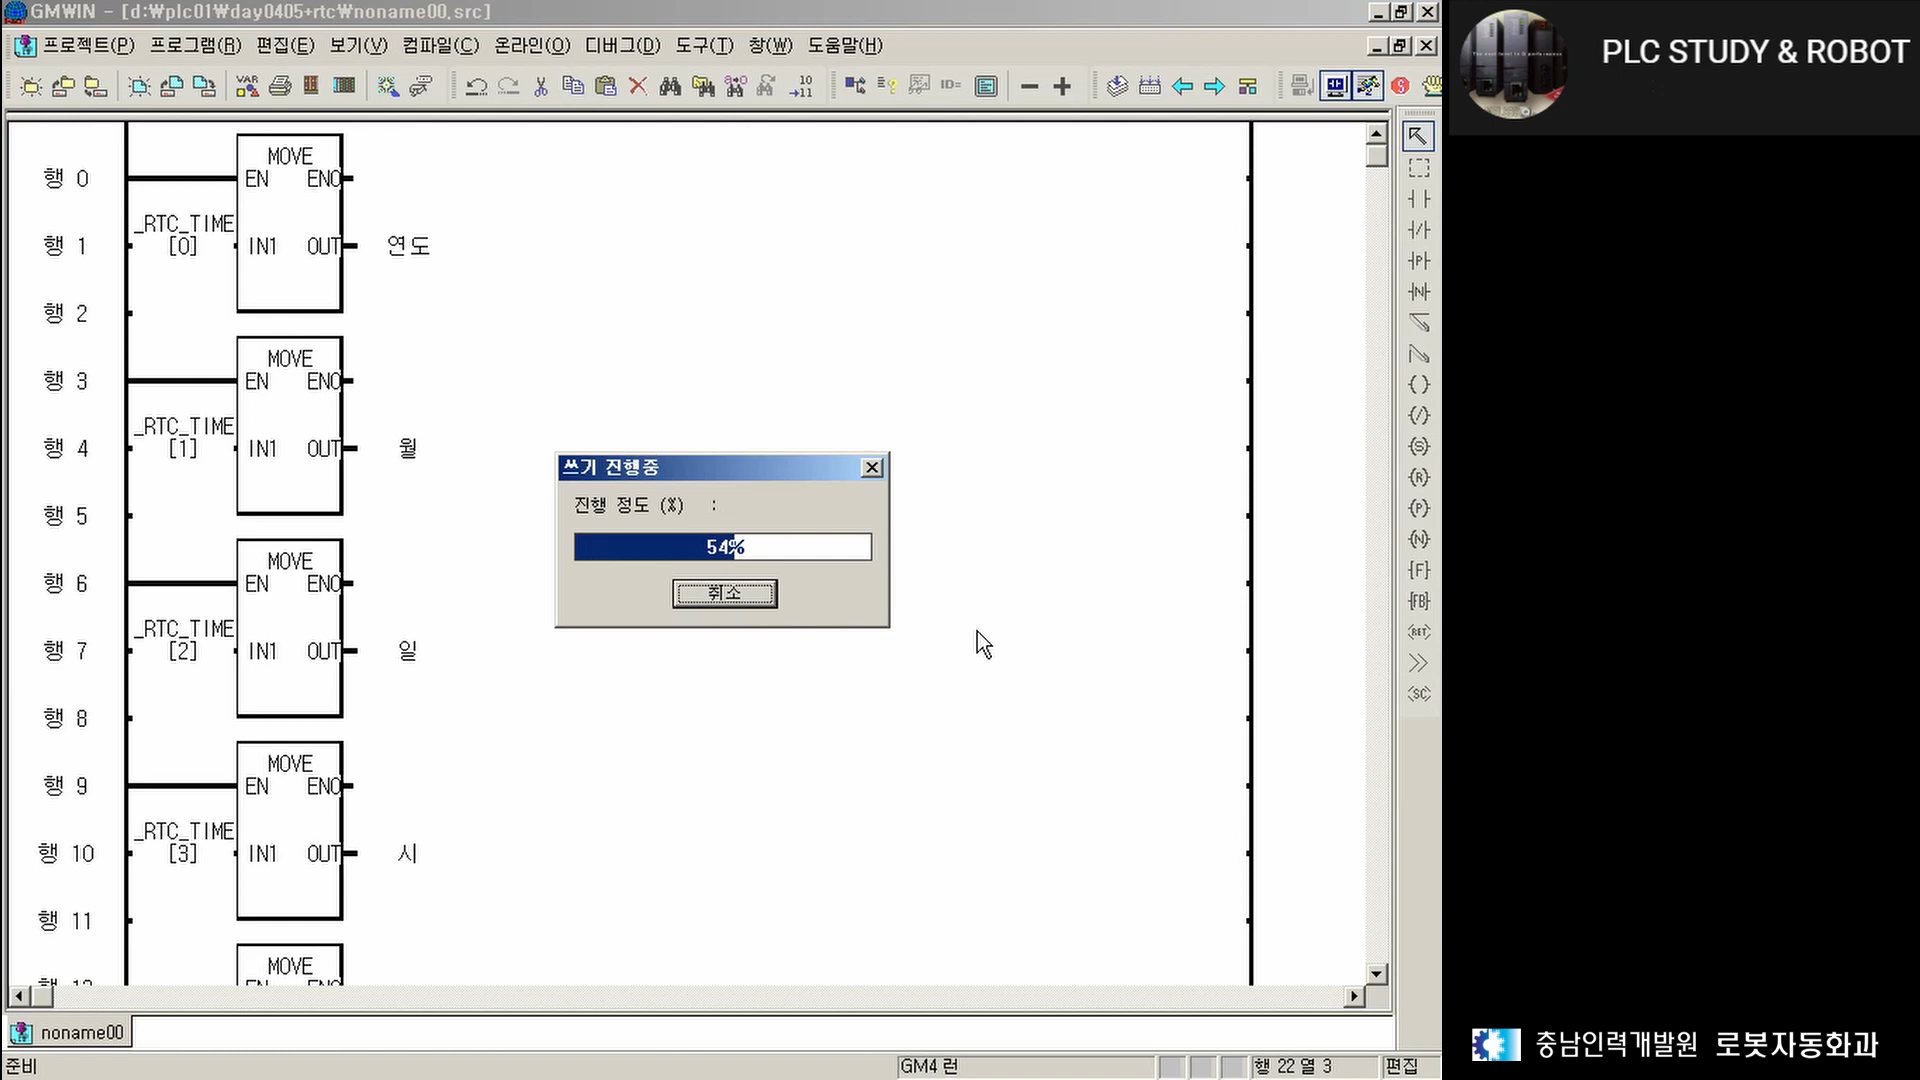 GMWIN - [d:\plc01\day0405+rtc\noname00.src]
프로젝트(P) 프로그램(R) 편집(E) 보기(V) 컴파일(C) 온라인(O) 디버그(D) 도구(T) 창(W) 도움말(H)
PLC STUDY & ROBOT
MOVE
행 0 EN ENO
_RTC_TIME
행 1 [0] IN1 OUT 연도
행 2
MOVE
행 3 EN ENO
_RTC_TIME
행 4 [1] IN1 OUT 월
쓰기 진행중
진행 정도 (%) :
행 5
54%
MOVE
행 6 EN ENO
취소
_RTC_TIME
행 7 [2] IN1 OUT 일
행 8
MOVE
행 9 EN ENO
_RTC_TIME
행 10 [3] IN1 OUT 시
행 11
MOVE
noname00
충남인력개발원 로봇자동화과
준비 GM4 런 행 22 열 3 편집